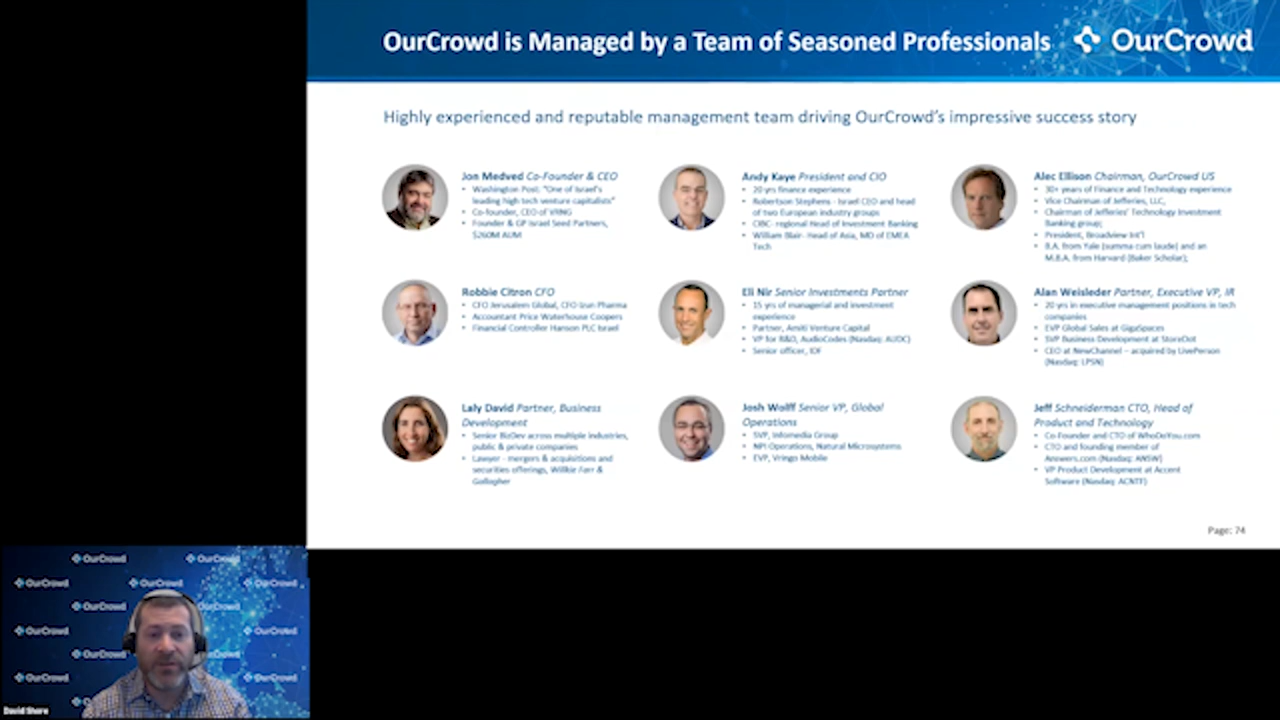 OurCrowd is Managed by a Team of Seasoned Professionals
OurCrowd
Highly experienced and reputable management team driving OurCrowd's impressive success story
Jon Medved Co-Founder & CEO
• Washington Post: "One of Israel's
leading high tech venture capitalists"
• Co-founder, CEO of VRNG
• Founder & GP Israel Seed Partners,
$260M AUM
Andy Kaye President and CIO
• 20 yrs finance experience
• Robertson Stephens - Israel CEO and head
of two European industry groups
• CIBC- regional Head of Investment Banking
• William Blair- Head of Asia, MD of EMEA
Tech
Alec Ellison Chairman, OurCrowd US
• 30+ years of Finance and Technology experience
• Vice Chairman of Jefferies, LLC,
• Chairman of Jefferies' Technology Investment
Banking group;
• President, Broadview Int'l
• B.A. from Yale (summa cum laude) and an
M.B.A. from Harvard (Baker Scholar);
Robbie Citron CFO
• CFO Jerusalem Global, CFO Izun Pharma
• Accountant Price Waterhouse Coopers
• Financial Controller Hanson PLC Israel
Eli Nir Senior Investments Partner
• 15 yrs of managerial and investment
experience
• Partner, Amiti Venture Capital
• VP for R&D, AudioCodes (Nasdaq: AUDC)
• Senior officer, IDF
Alan Weisleder Partner, Executive VP, IR
• 20 yrs in executive management positions in tech
companies
• EVP Global Sales at GigaSpaces
• SVP Business Development at StoreDot
• CEO at NewChannel – acquired by LivePerson
(Nasdaq: LPSN)
Laly David Partner, Business
Development
• Senior BizDev across multiple industries,
public & private companies
• Lawyer - mergers & acquisitions and
securities offerings, Willkie Farr &
Gallagher
Josh Wolff Senior VP, Global
Operations
• SVP, Infomedia Group
• NPI Operations, Natural Microsystems
• EVP, Vringo Mobile
Jeff Schneiderman CTO, Head of
Product and Technology
• Co-Founder and CTO of WhoDoYou.com
• CTO and founding member of
Answers.com (Nasdaq: ANSW)
• VP Product Development at Accent
Software (Nasdaq: ACNTF)
Page: 74
OurCrowd OurCrowd
OurCrowd OurCrowd OurCrowd
OurCrowd OurCrowd
OurCrowd OurCrowd
OurCrowd
OurCrowd OurCrowd
David Shore